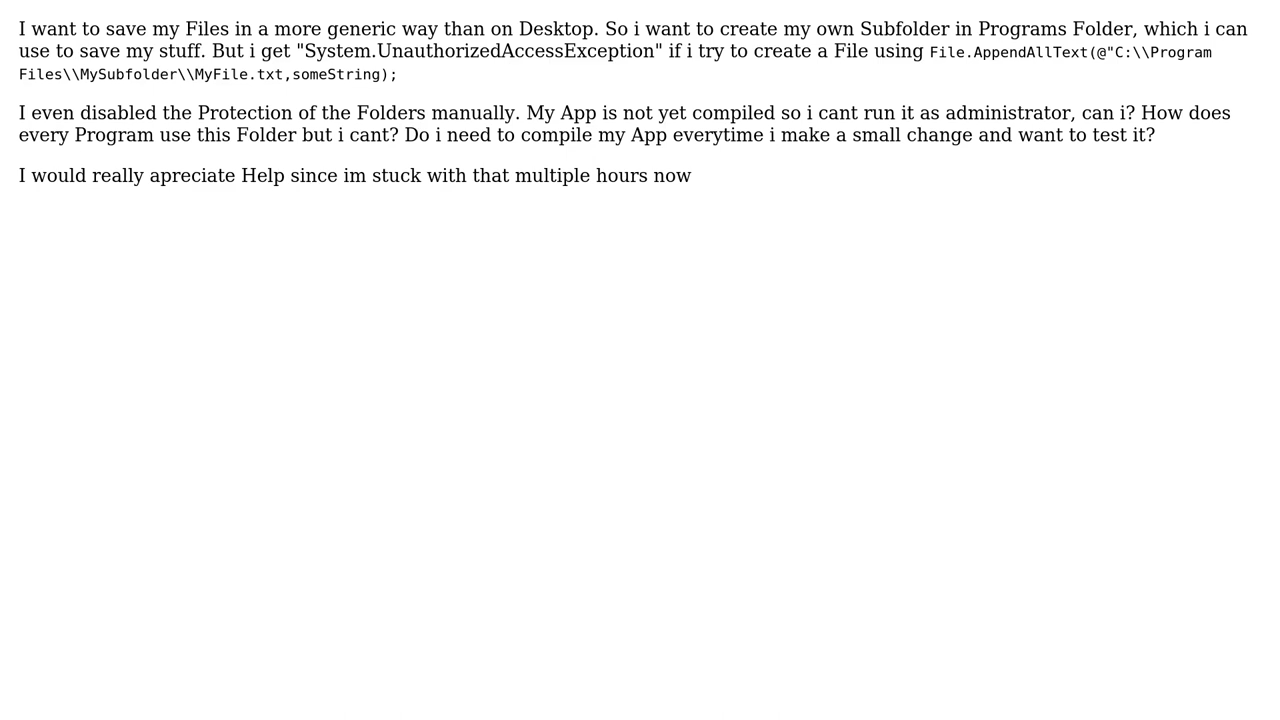 I want to save my Files in a more generic way than on Desktop. So i want to create my own Subfolder in Programs Folder, which i can
use to save my stuff. But i get "System.UnauthorizedAccessException" if i try to create a File using File.AppendAllText(@"C:\\Program
Files\\MySubfolder\\MyFile.txt,someString);
I even disabled the Protection of the Folders manually. My App is not yet compiled so i cant run it as administrator, can i? How does
every Program use this Folder but i cant? Do i need to compile my App everytime i make a small change and want to test it?
I would really apreciate Help since im stuck with that multiple hours now